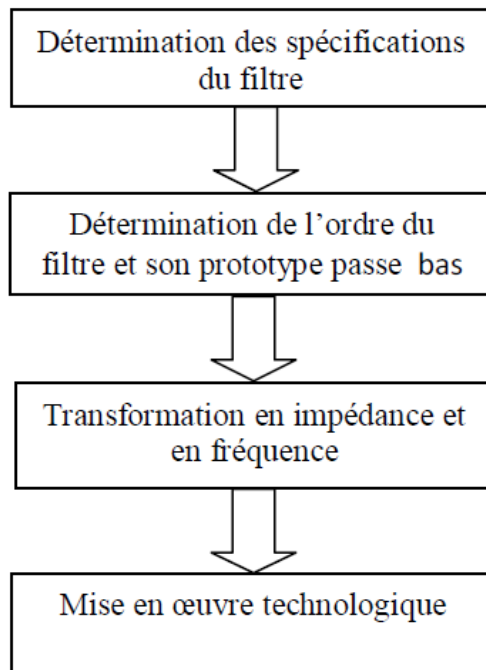 Détermination des spécifications
du filtre
Détermination de l’ordre du
filtre et son prototype passe bas
Transformation en impédance et
en fréquence
Mise en œuvre technologique